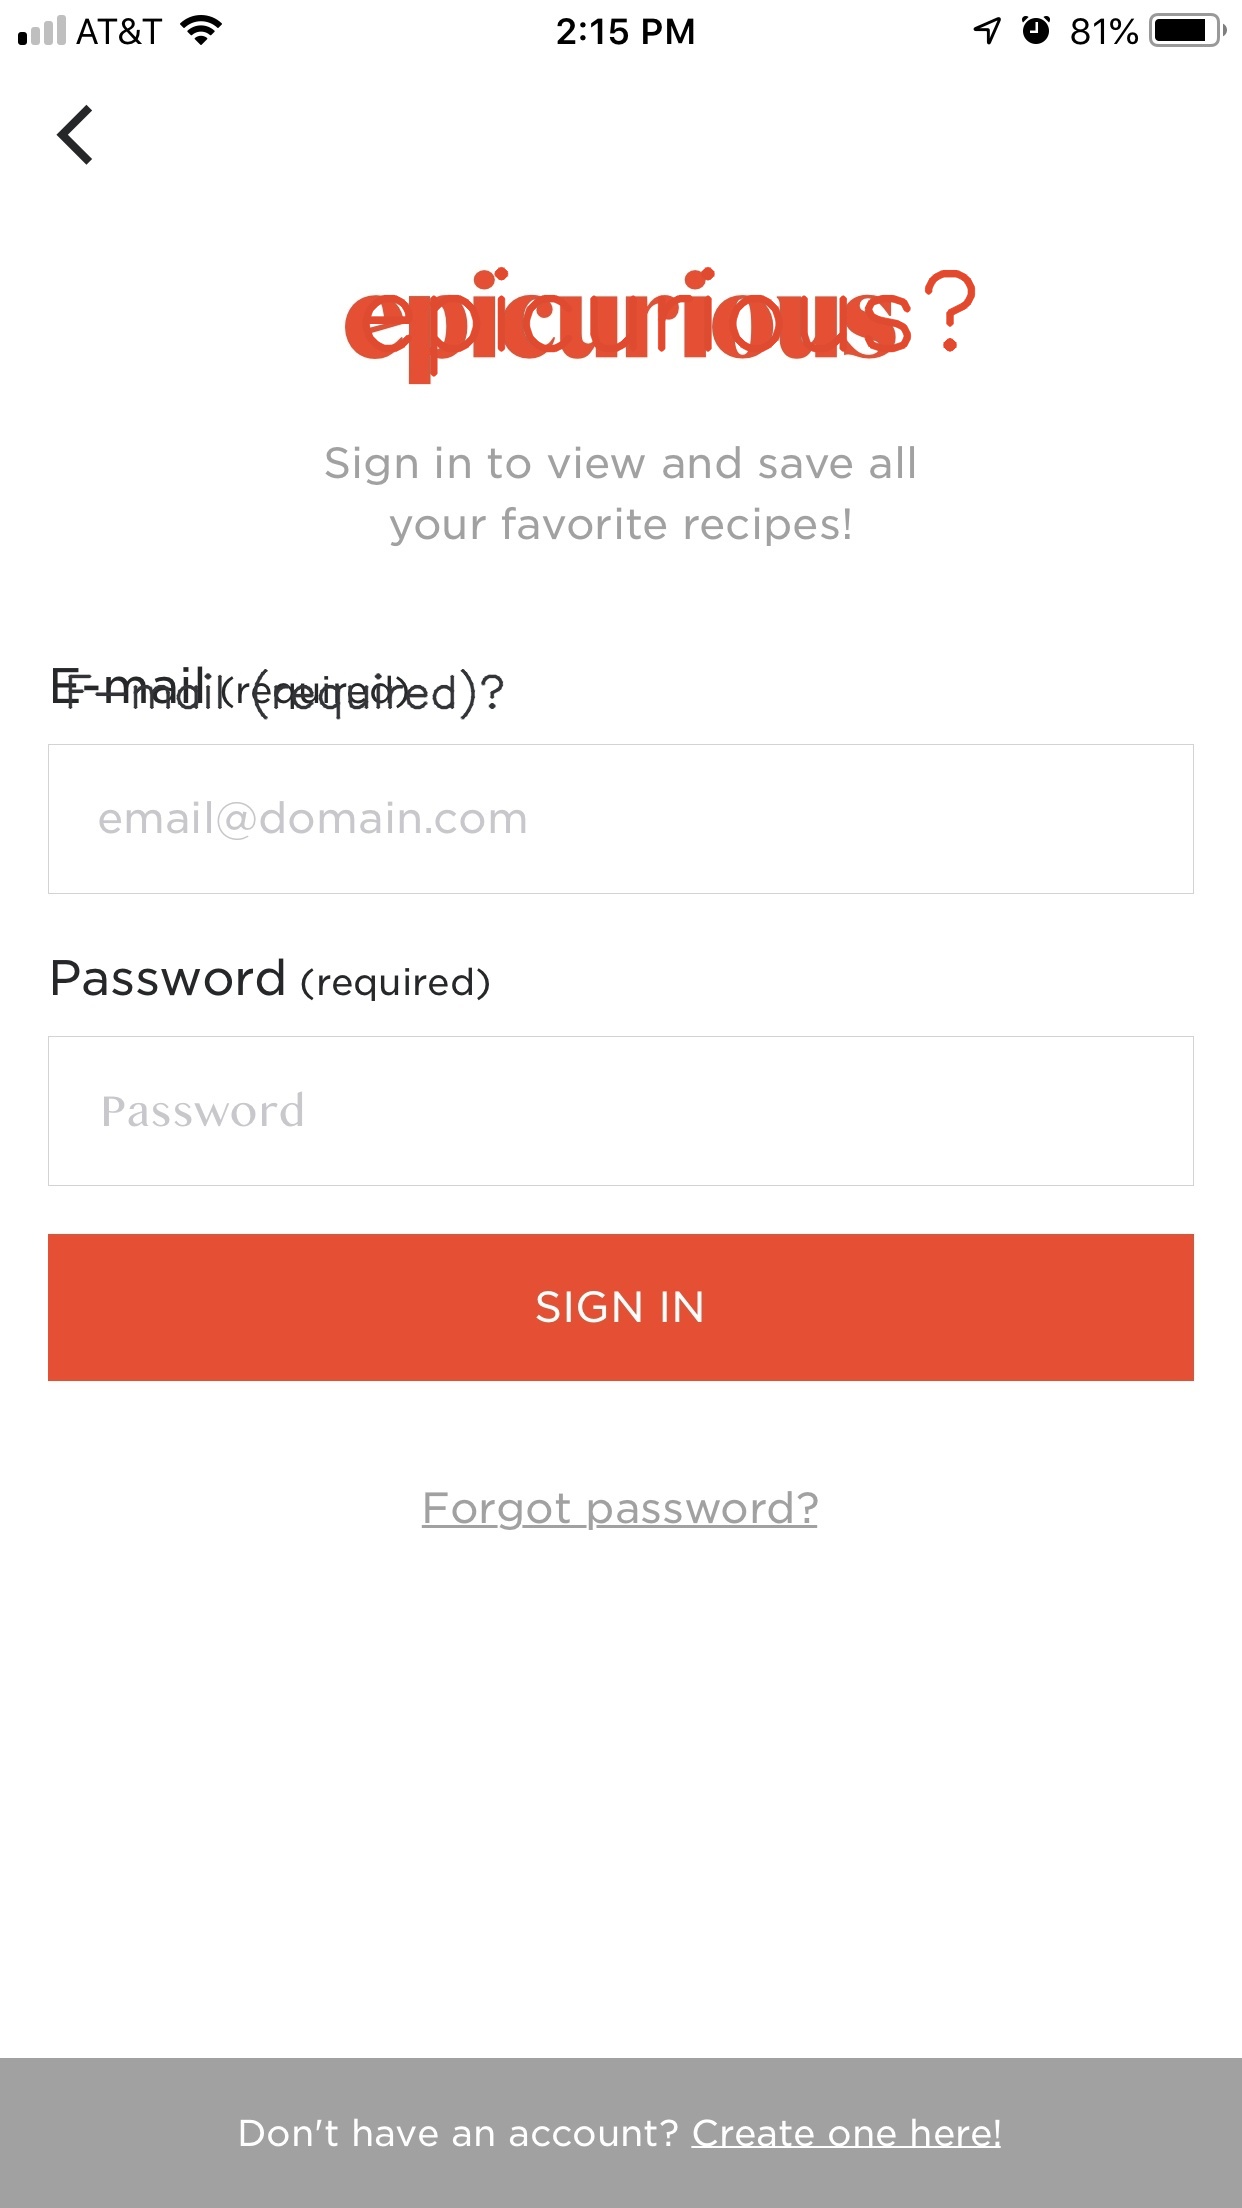 AT&T 2:15 PM 81%
epicurious?
Sign in to view and save all
your favorite recipes!
E-mail (required)?
email@domain.com
Password (required)
Password
SIGN IN
Forgot password?
Don't have an account? Create one here!